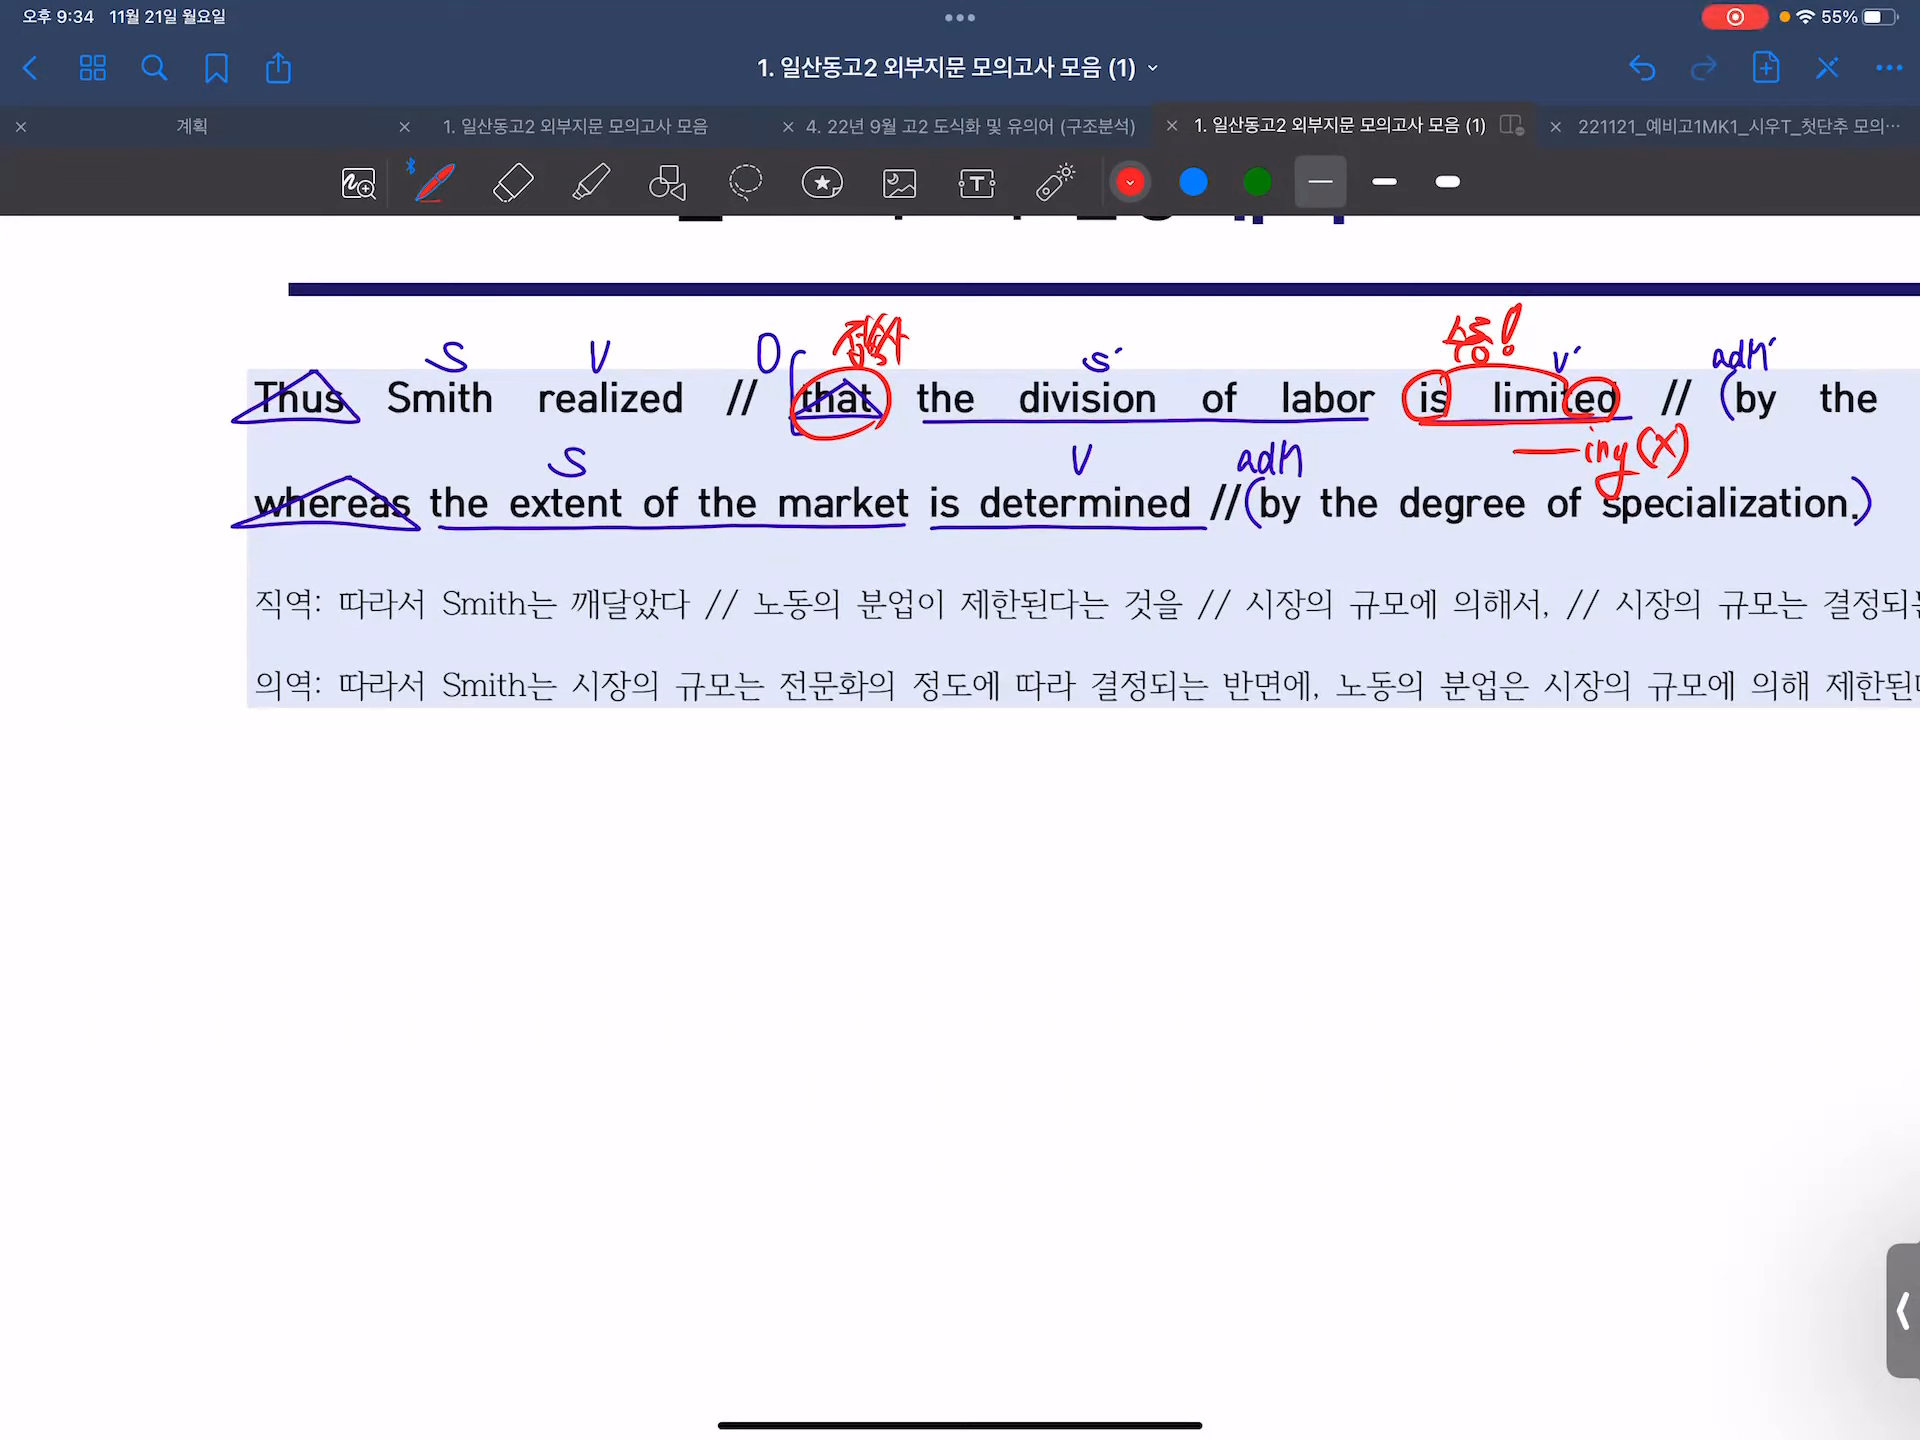 오후 9:34 11월 21일 월요일
55%
1. 일산동고2 외부지문 모의고사 모음 (1)
계획
1. 일산동고2 외부지문 모의고사 모음
4. 22년 9월 고2 도식화 및 유의어 (구조분석)
1. 일산동고2 외부지문 모의고사 모음 (1)
221121_예비고1MK1_시우T_첫단추 모의…
S V O 접속사 s' 수동! v' adM'
Thus Smith realized // that the division of labor is limited // (by the
S V adM —ing (X)
whereas the extent of the market is determined // (by the degree of specialization.)
직역: 따라서 Smith는 깨달았다 // 노동의 분업이 제한된다는 것을 // 시장의 규모에 의해서, // 시장의 규모는 결정되는
의역: 따라서 Smith는 시장의 규모는 전문화의 정도에 따라 결정되는 반면에, 노동의 분업은 시장의 규모에 의해 제한된다